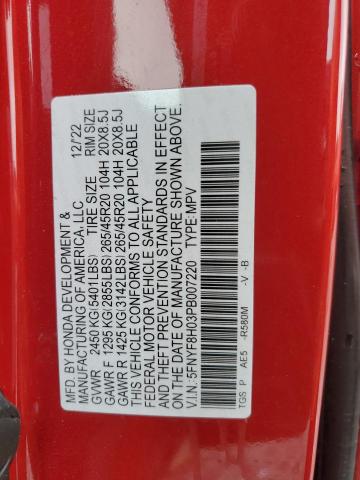 MFD. BY HONDA DEVELOPMENT &
MANUFACTURING OF AMERICA, LLC 12/22
GVWR 2450 KG(5401LBS) TIRE SIZE RIM SIZE
GAWR F 1295 KG(2855LBS) 265/45R20 104H 20X8.5J
GAWR R 1425 KG(3142LBS) 265/45R20 104H 20X8.5J
THIS VEHICLE CONFORMS TO ALL APPLICABLE
FEDERAL MOTOR VEHICLE SAFETY
AND THEFT PREVENTION STANDARDS IN EFFECT
ON THE DATE OF MANUFACTURE SHOWN ABOVE.
V.I.N.: 5FNYF8H03PB007220 TYPE: MPV
TGS P AE5 -R580M -V -B